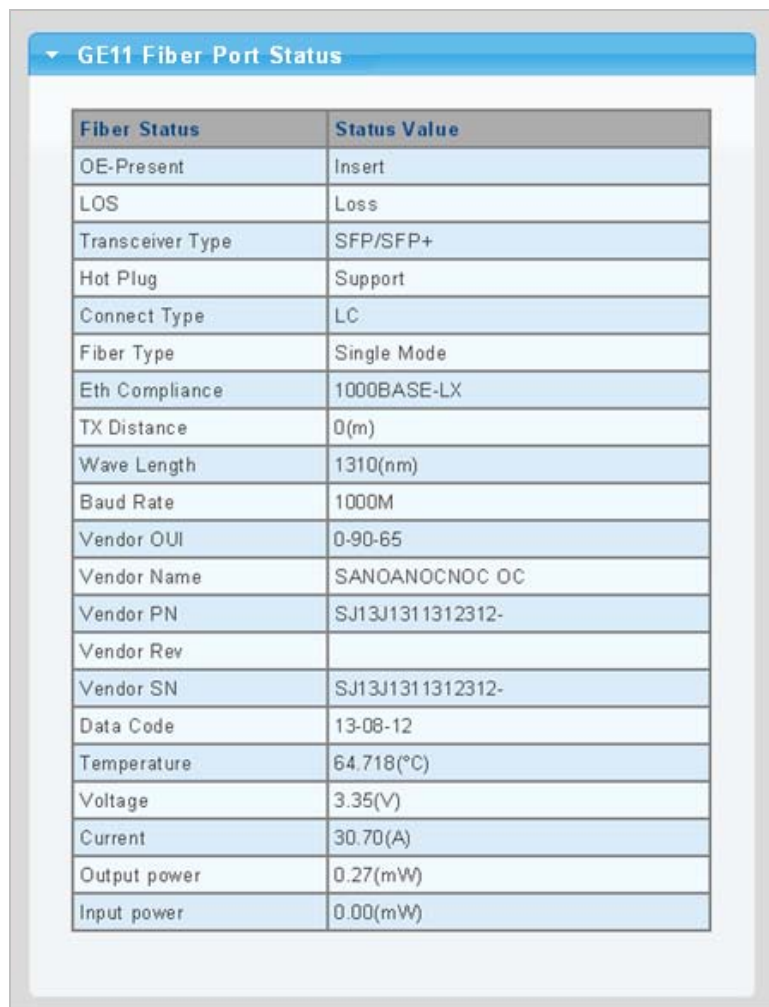 GE11 Fiber Port Status
Fiber Status Status Value
OE-Present Insert
LOS Loss
Transceiver Type SFP/SFP+
Hot Plug Support
Connect Type LC
Fiber Type Single Mode
Eth Compliance 1000BASE-LX
TX Distance 0(m)
Wave Length 1310(nm)
Baud Rate 1000M
Vendor OUI 0-90-65
Vendor Name SANOANOCNOC OC
Vendor PN SJ13J1311312312-
Vendor Rev
Vendor SN SJ13J1311312312-
Data Code 13-08-12
Temperature 64.718(°C)
Voltage 3.35(V)
Current 30.70(A)
Output power 0.27(mW)
Input power 0.00(mW)